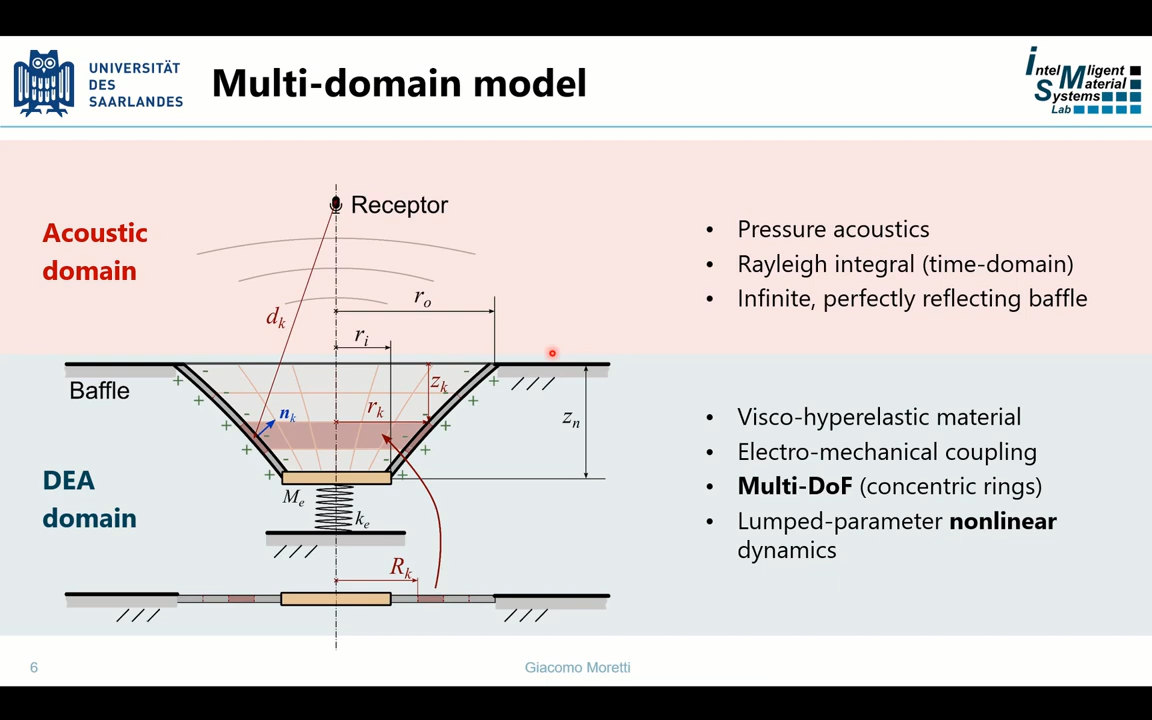 UNIVERSITÄT
DES
SAARLANDES
Multi-domain model
intelligent
Material
Systems
Lab
Acoustic
domain
Receptor
d_k
r_o
r_i
• Pressure acoustics
• Rayleigh integral (time-domain)
• Infinite, perfectly reflecting baffle
Baffle
n_k
r_k
z_k
z_n
DEA
domain
M_e
k_e
R_k
• Visco-hyperelastic material
• Electro-mechanical coupling
• Multi-DoF (concentric rings)
• Lumped-parameter nonlinear
dynamics
6
Giacomo Moretti